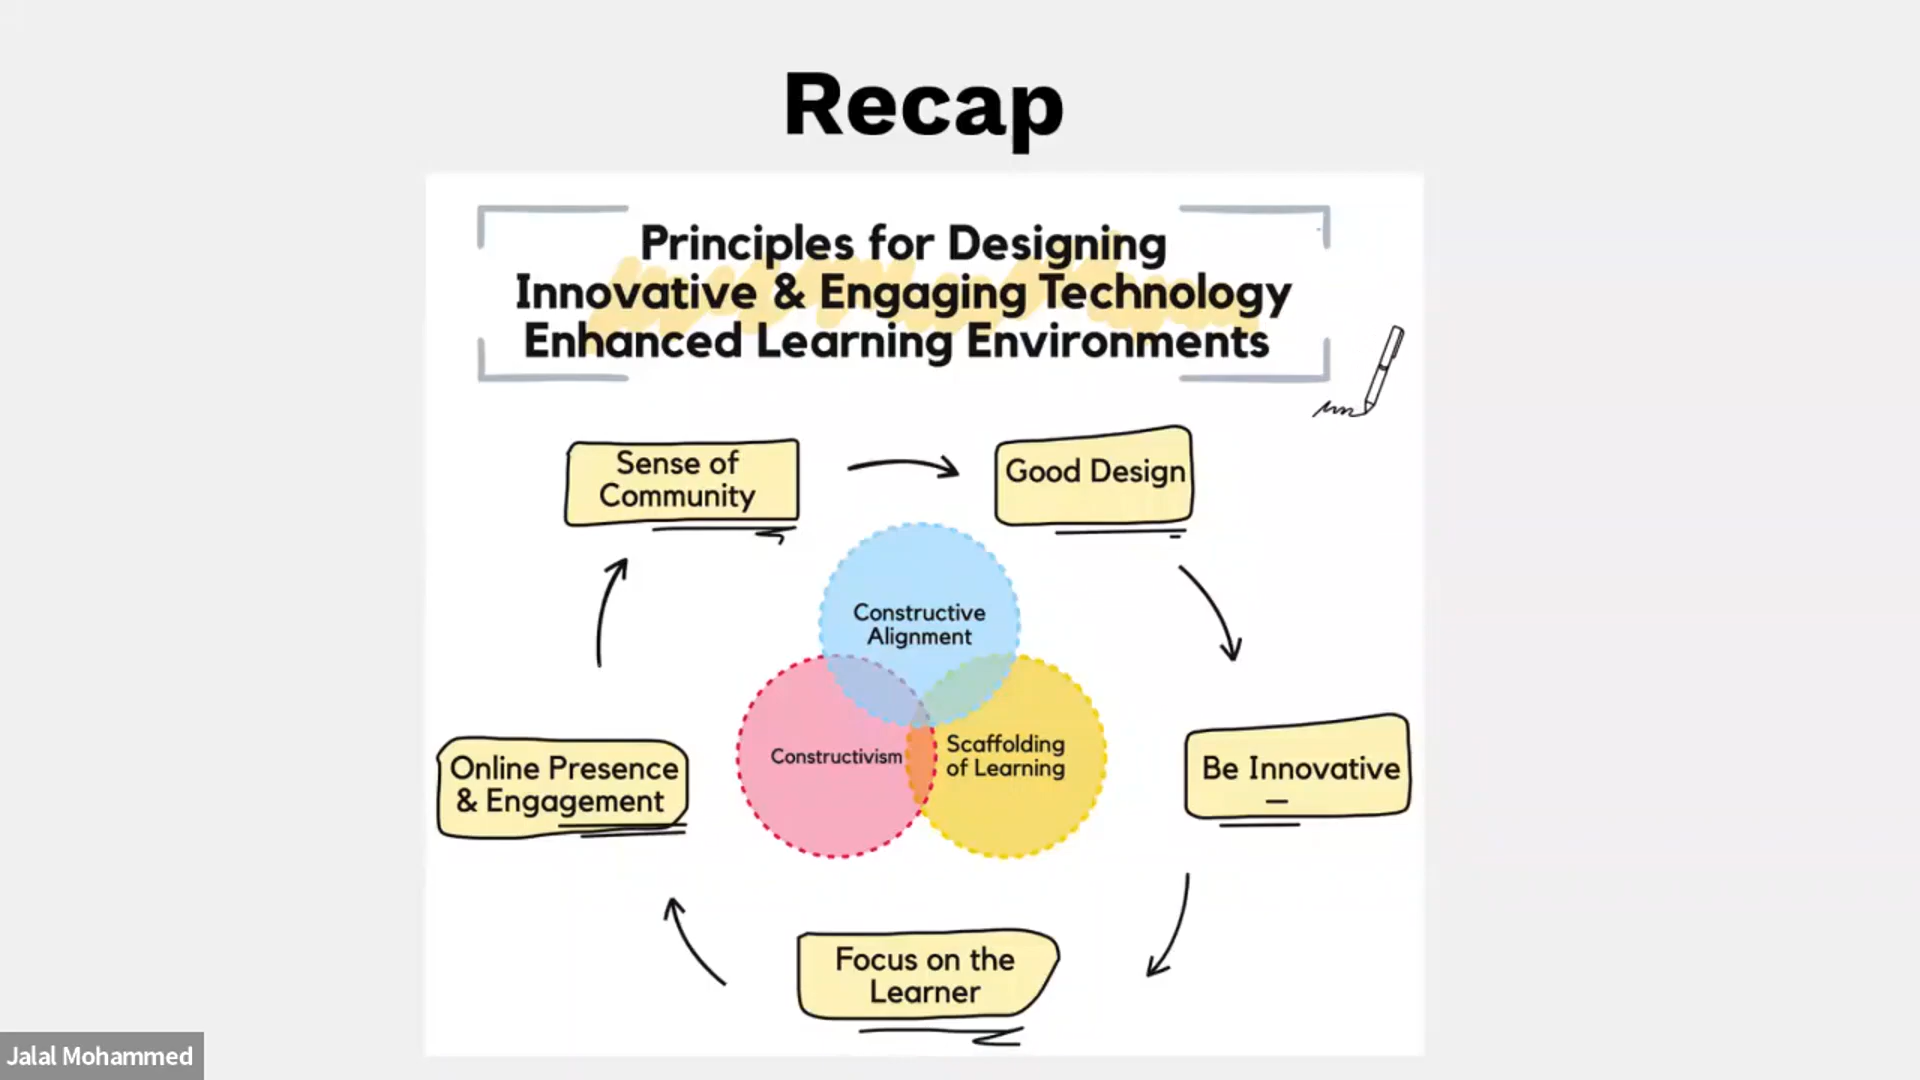 Recap
Principles for Designing
Innovative & Engaging Technology
Enhanced Learning Environments
Sense of
Community
Good Design
Constructive
Alignment
Constructivism
Scaffolding
of Learning
Online Presence
& Engagement
Be Innovative
Focus on the
Learner
Jalal Mohammed